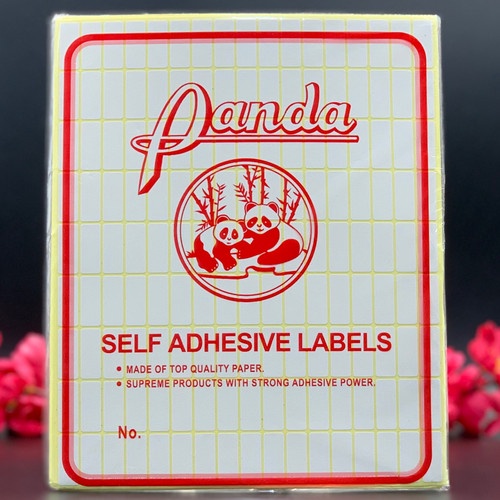 Panda
SELF ADHESIVE LABELS
• MADE OF TOP QUALITY PAPER.
• SUPREME PRODUCTS WITH STRONG ADHESIVE POWER.
No.